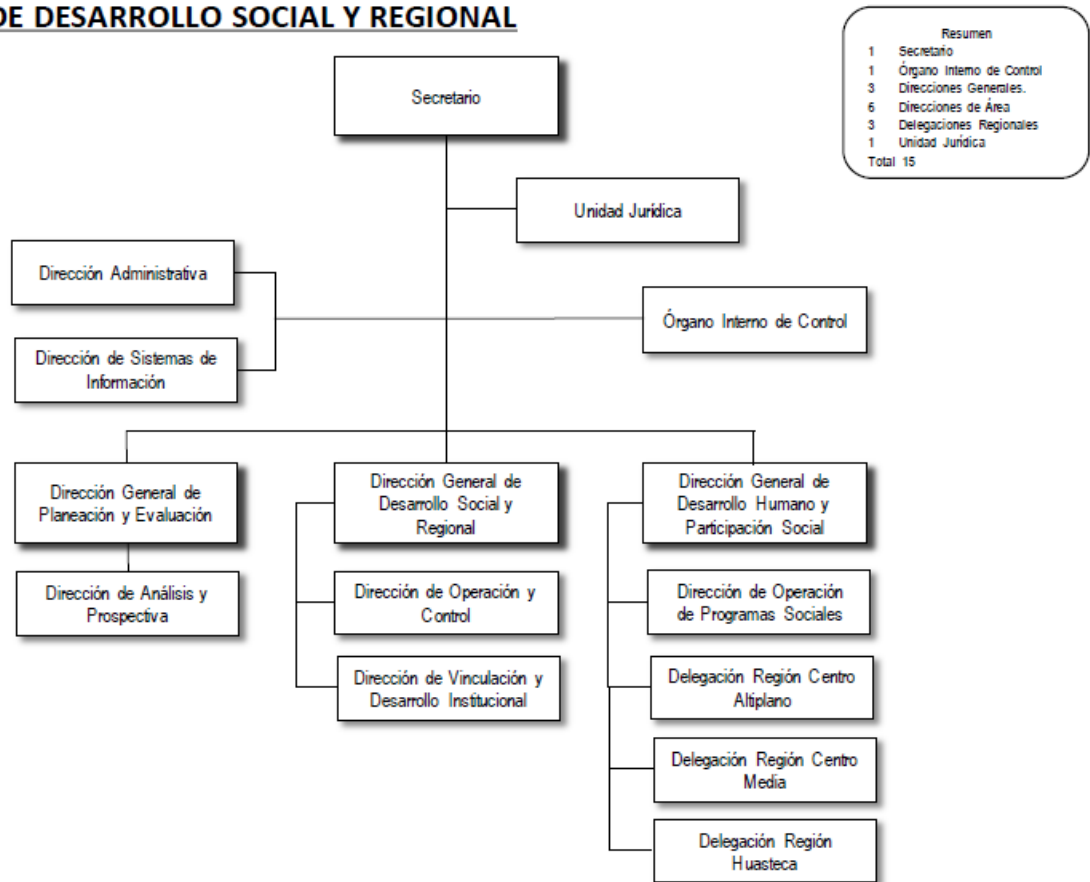 DE DESARROLLO SOCIAL Y REGIONAL
Resumen
1 Secretario
1 Órgano Interno de Control
3 Direcciones Generales.
6 Direcciones de Área
3 Delegaciones Regionales
1 Unidad Jurídica
Total 15
Secretario
Unidad Jurídica
Dirección Administrativa
Órgano Interno de Control
Dirección de Sistemas de
Información
Dirección General de
Planeación y Evaluación
Dirección General de
Desarrollo Social y
Regional
Dirección General de
Desarrollo Humano y
Participación Social
Dirección de Análisis y
Prospectiva
Dirección de Operación y
Control
Dirección de Operación
de Programas Sociales
Dirección de Vinculación y
Desarrollo Institucional
Delegación Región Centro
Altiplano
Delegación Región Centro
Media
Delegación Región
Huasteca